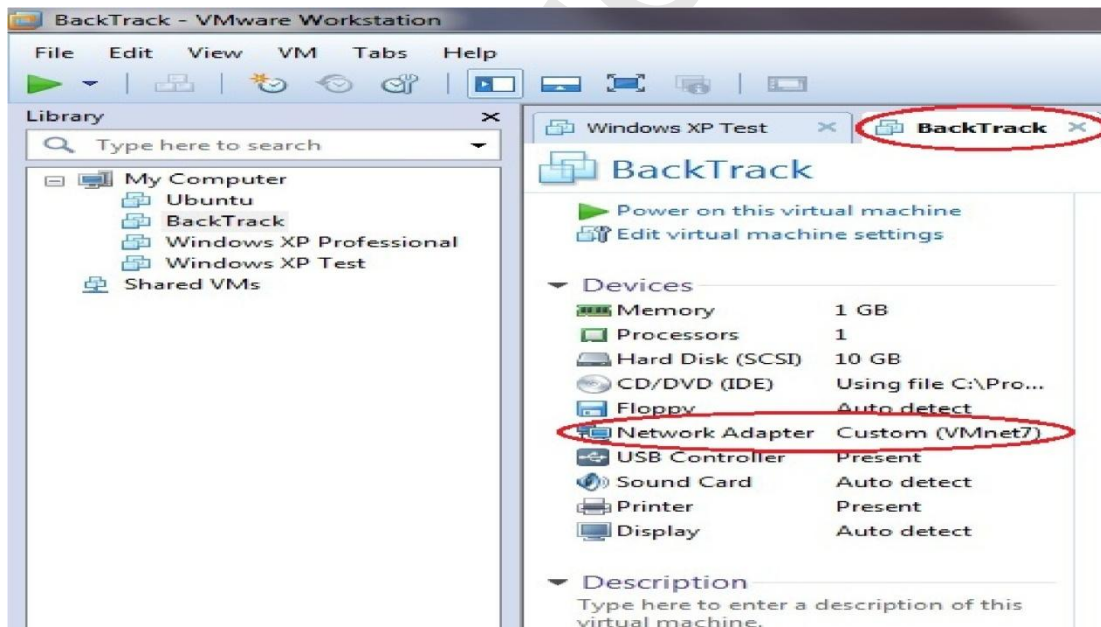 BackTrack - VMware Workstation
File Edit View VM Tabs Help
Library
Type here to search
My Computer
Ubuntu
BackTrack
Windows XP Professional
Windows XP Test
Shared VMs
Windows XP Test BackTrack
BackTrack
Power on this virtual machine
Edit virtual machine settings
Devices
Memory 1 GB
Processors 1
Hard Disk (SCSI) 10 GB
CD/DVD (IDE) Using file C:\Pro...
Floppy Auto detect
Network Adapter Custom (VMnet7)
USB Controller Present
Sound Card Auto detect
Printer Present
Display Auto detect
Description
Type here to enter a description of this
virtual machine.